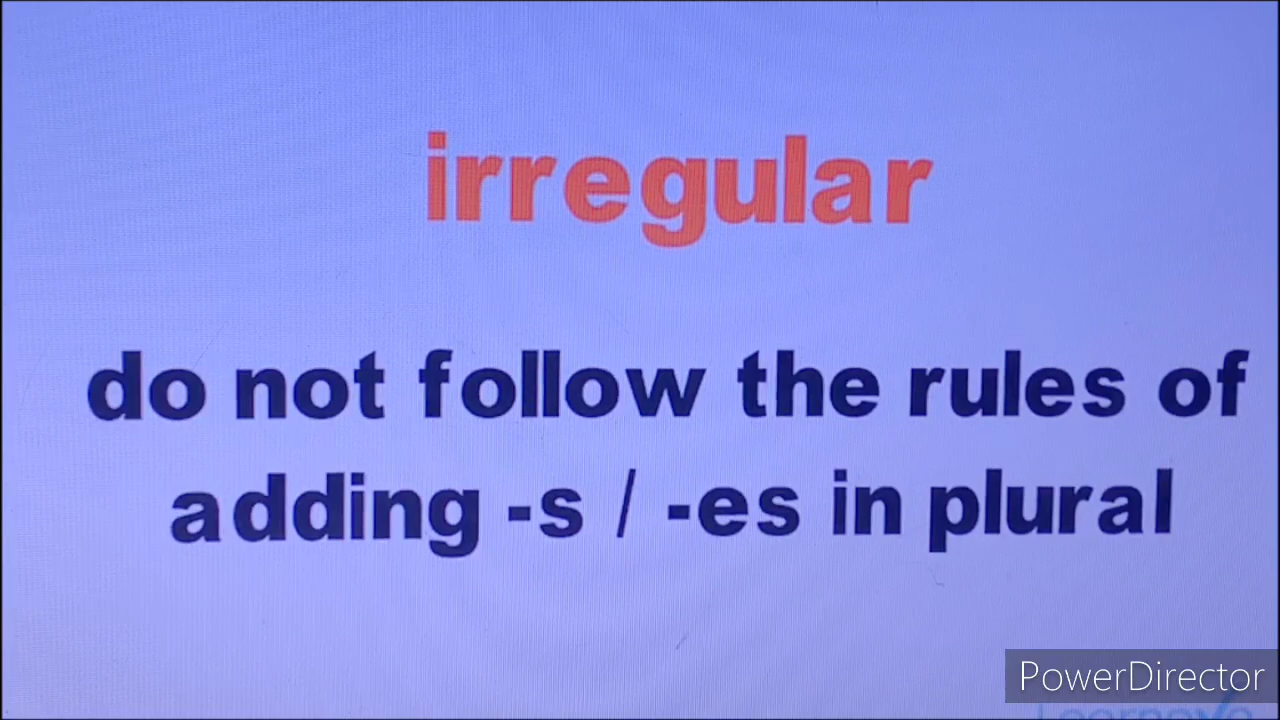 irregular
do not follow the rules of
adding -s / -es in plural
PowerDirector